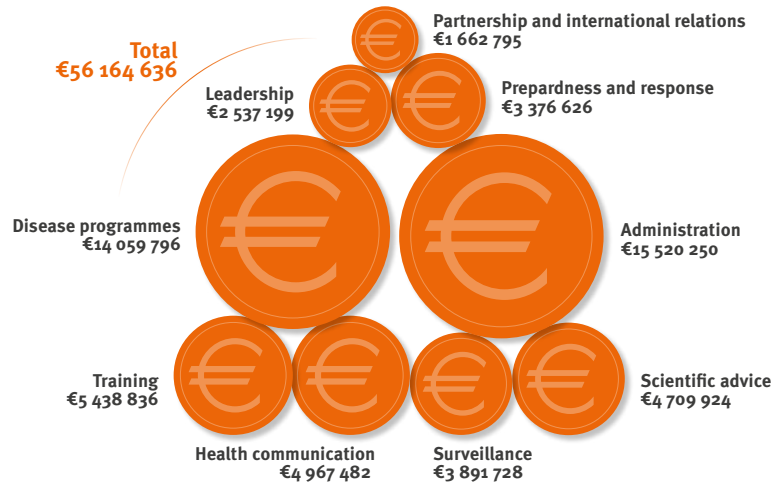 Partnership and international relations
€1 662 795
Total
€56 164 636
Leadership
€2 537 199
Prepardness and response
€3 376 626
Disease programmes
€14 059 796
Administration
€15 520 250
Training
€5 438 836
Scientific advice
€4 709 924
Health communication
€4 967 482
Surveillance
€3 891 728
€
€
€
€
€
€
€
€
€